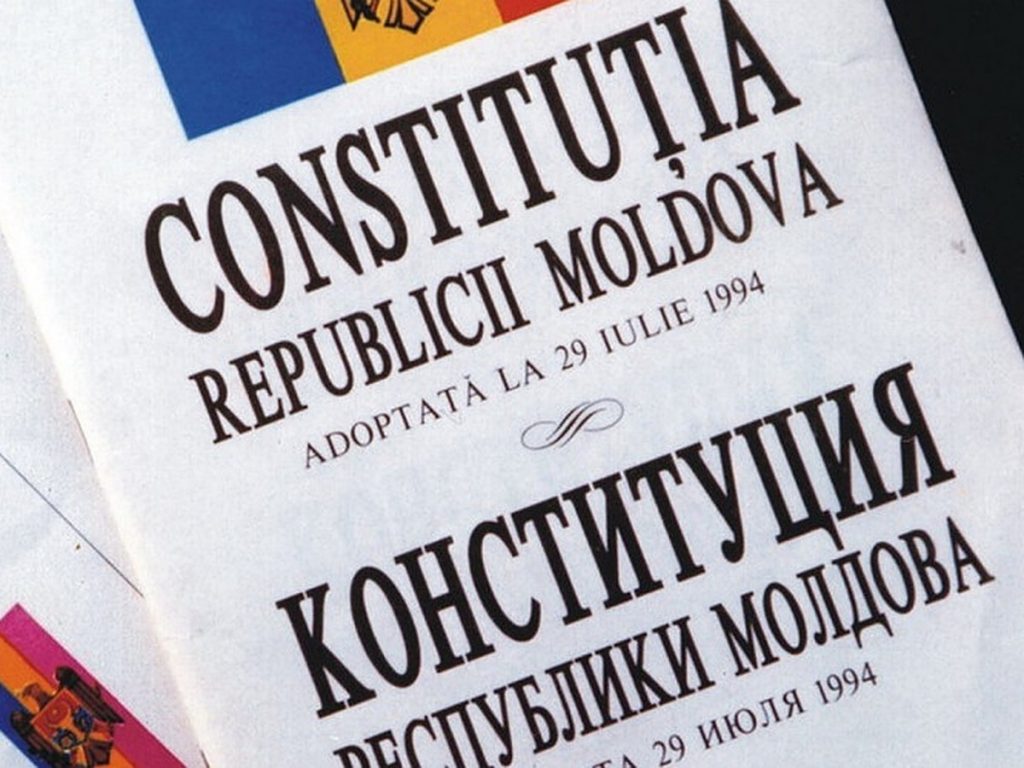 CONSTITUȚIA
REPUBLICII MOLDOVA
ADOPTATĂ LA 29 IULIE 1994
КОНСТИТУЦИЯ
РЕСПУБЛИКИ МОЛДОВА
29 ИЮЛЯ 1994